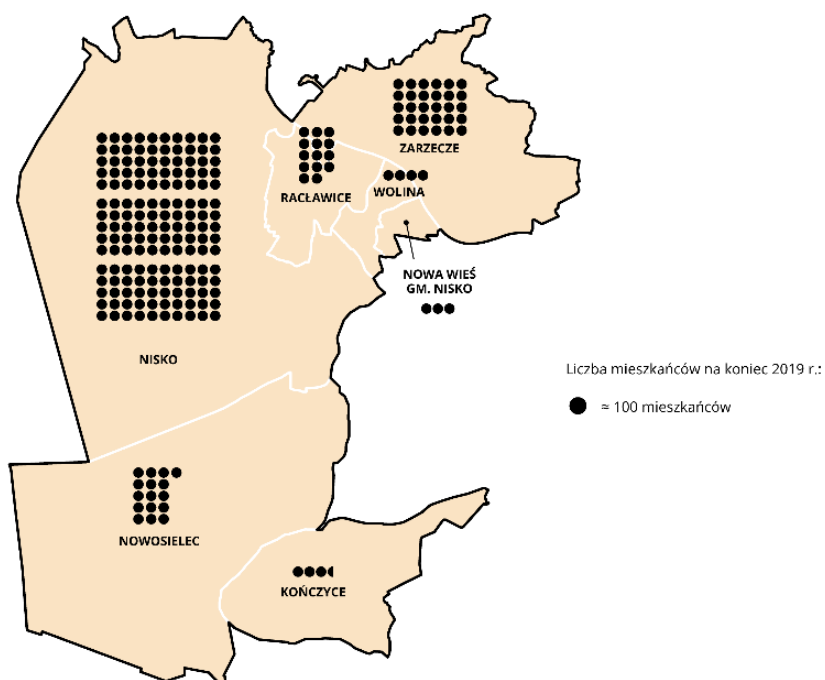 ZARZECZE
RACŁAWICE
WOLINA
NOWA WIEŚ
GM. NISKO
NISKO
Liczba mieszkańców na koniec 2019 r.:
≈ 100 mieszkańców
NOWOSIELEC
KOŃCZYCE